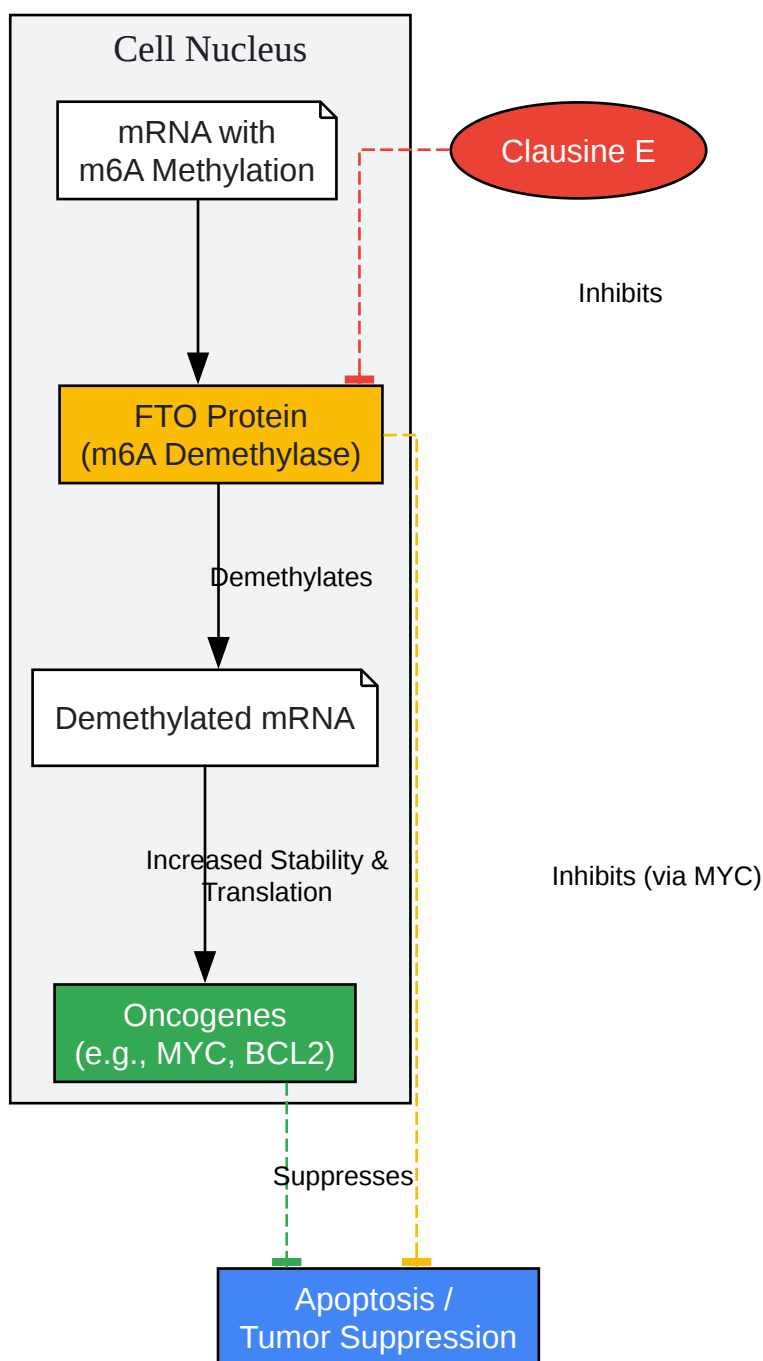 Cell Nucleus
mRNA with
m6A Methylation
Clausine E
Inhibits
FTO Protein
(m6A Demethylase)
Demethylates
Demethylated mRNA
Increased Stability &
Translation
Inhibits (via MYC)
Oncogenes
(e.g., MYC, BCL2)
Suppresses
Apoptosis /
Tumor Suppression